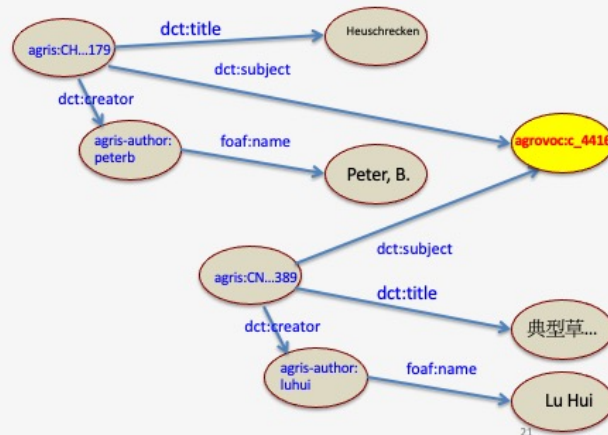 dct:title
Heuschrecken
agris:CH...179
dct:subject
dct:creator
agris-author:
peterb
foaf:name
agrovoc:c_4416
Peter, B.
dct:subject
agris:CN...389
dct:title
dct:creator
典型草...
agris-author:
luhui
foaf:name
Lu Hui
21